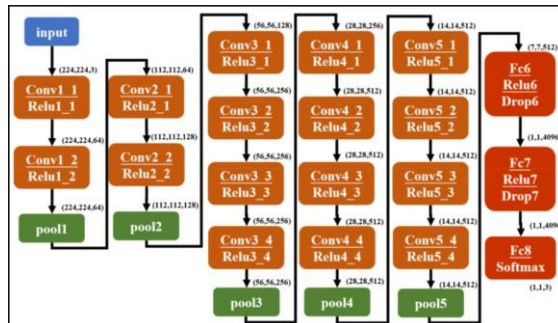 input
(224,224,3)
Conv1_1
Relu1_1
(224,224,64)
Conv1_2
Relu1_2
(224,224,64)
pool1
(112,112,64)
Conv2_1
Relu2_1
(112,112,128)
Conv2_2
Relu2_2
(112,112,128)
pool2
(56,56,128)
Conv3_1
Relu3_1
(56,56,256)
Conv3_2
Relu3_2
(56,56,256)
Conv3_3
Relu3_3
(56,56,256)
Conv3_4
Relu3_4
(56,56,256)
pool3
(28,28,256)
Conv4_1
Relu4_1
(28,28,512)
Conv4_2
Relu4_2
(28,28,512)
Conv4_3
Relu4_3
(28,28,512)
Conv4_4
Relu4_4
(28,28,512)
pool4
(14,14,512)
Conv5_1
Relu5_1
(14,14,512)
Conv5_2
Relu5_2
(14,14,512)
Conv5_3
Relu5_3
(14,14,512)
Conv5_4
Relu5_4
(14,14,512)
pool5
(7,7,512)
Fc6
Relu6
Drop6
(1,1,4096)
Fc7
Relu7
Drop7
(1,1,4096)
Fc8
Softmax
(1,1,3)